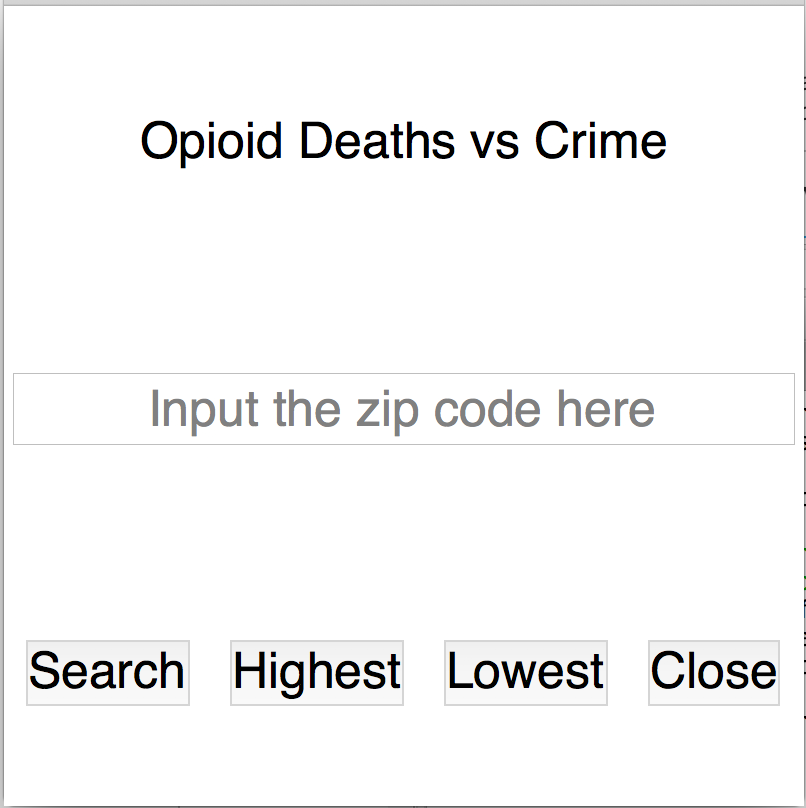 Opioid Deaths vs Crime
Input the zip code here
Search Highest Lowest Close